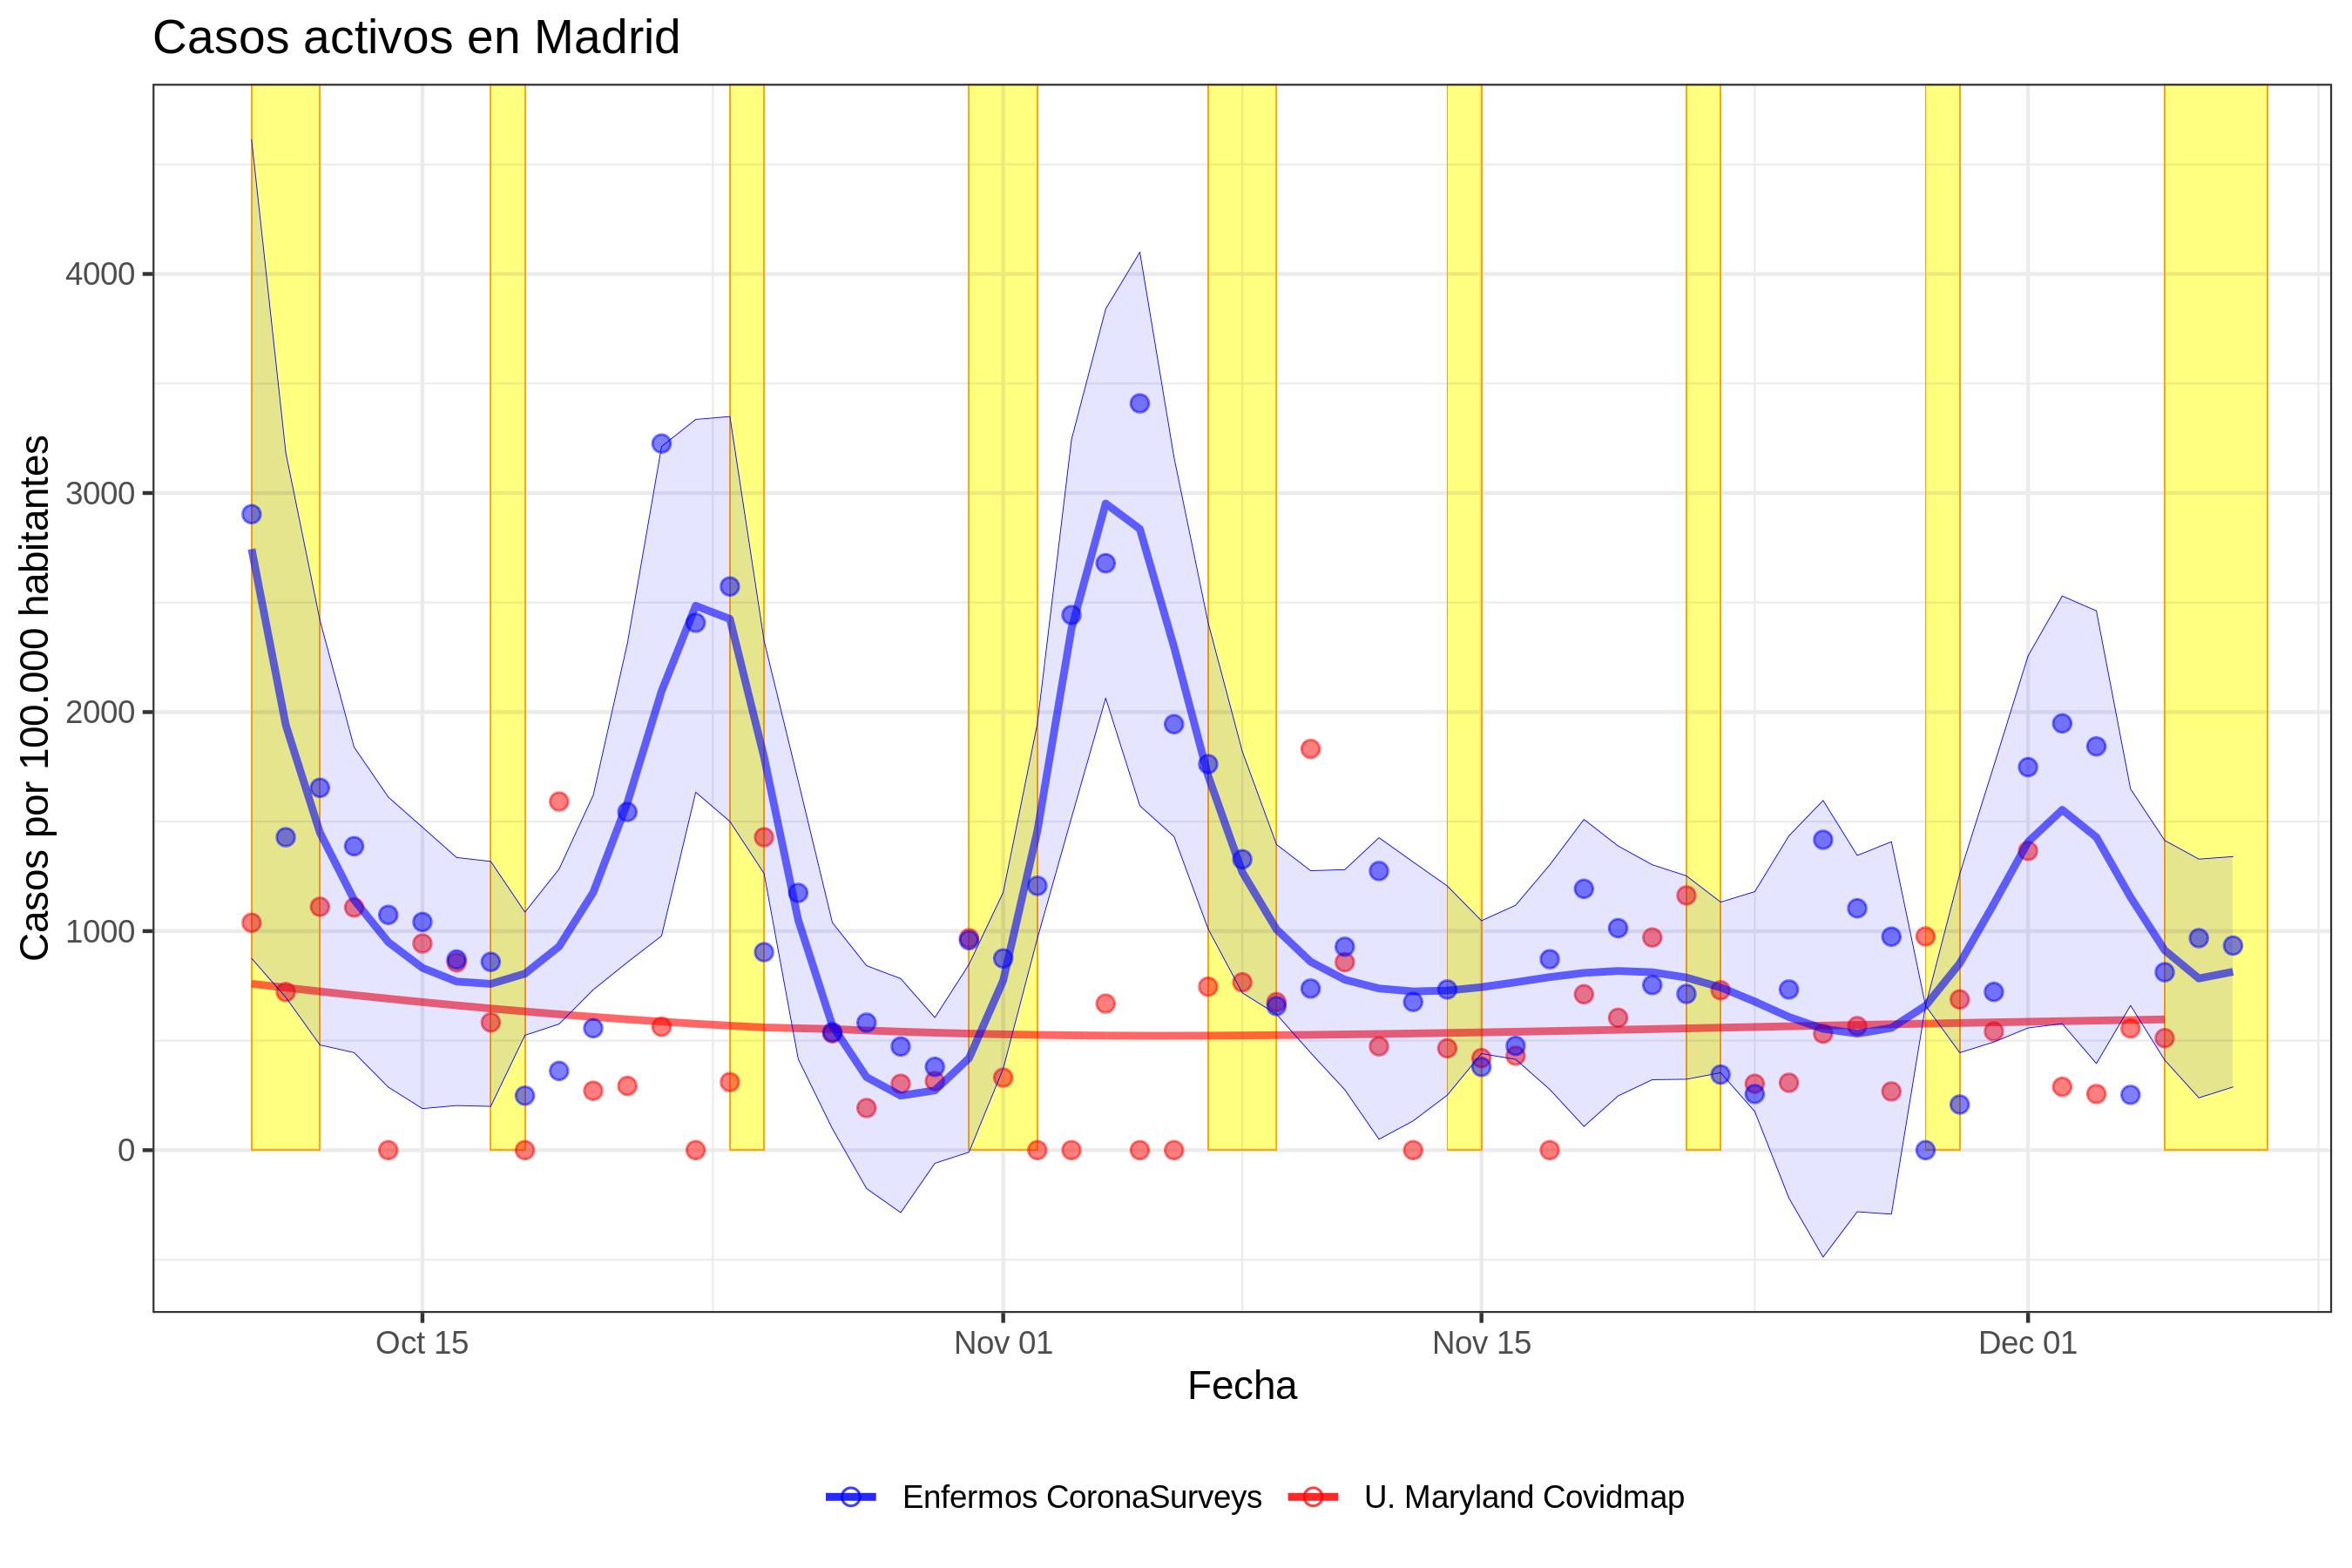 Casos activos en Madrid
Casos por 100.000 habitantes
4000
3000
2000
1000
0
Oct 15 Nov 01 Nov 15 Dec 01
Fecha
Enfermos CoronaSurveys U. Maryland Covidmap